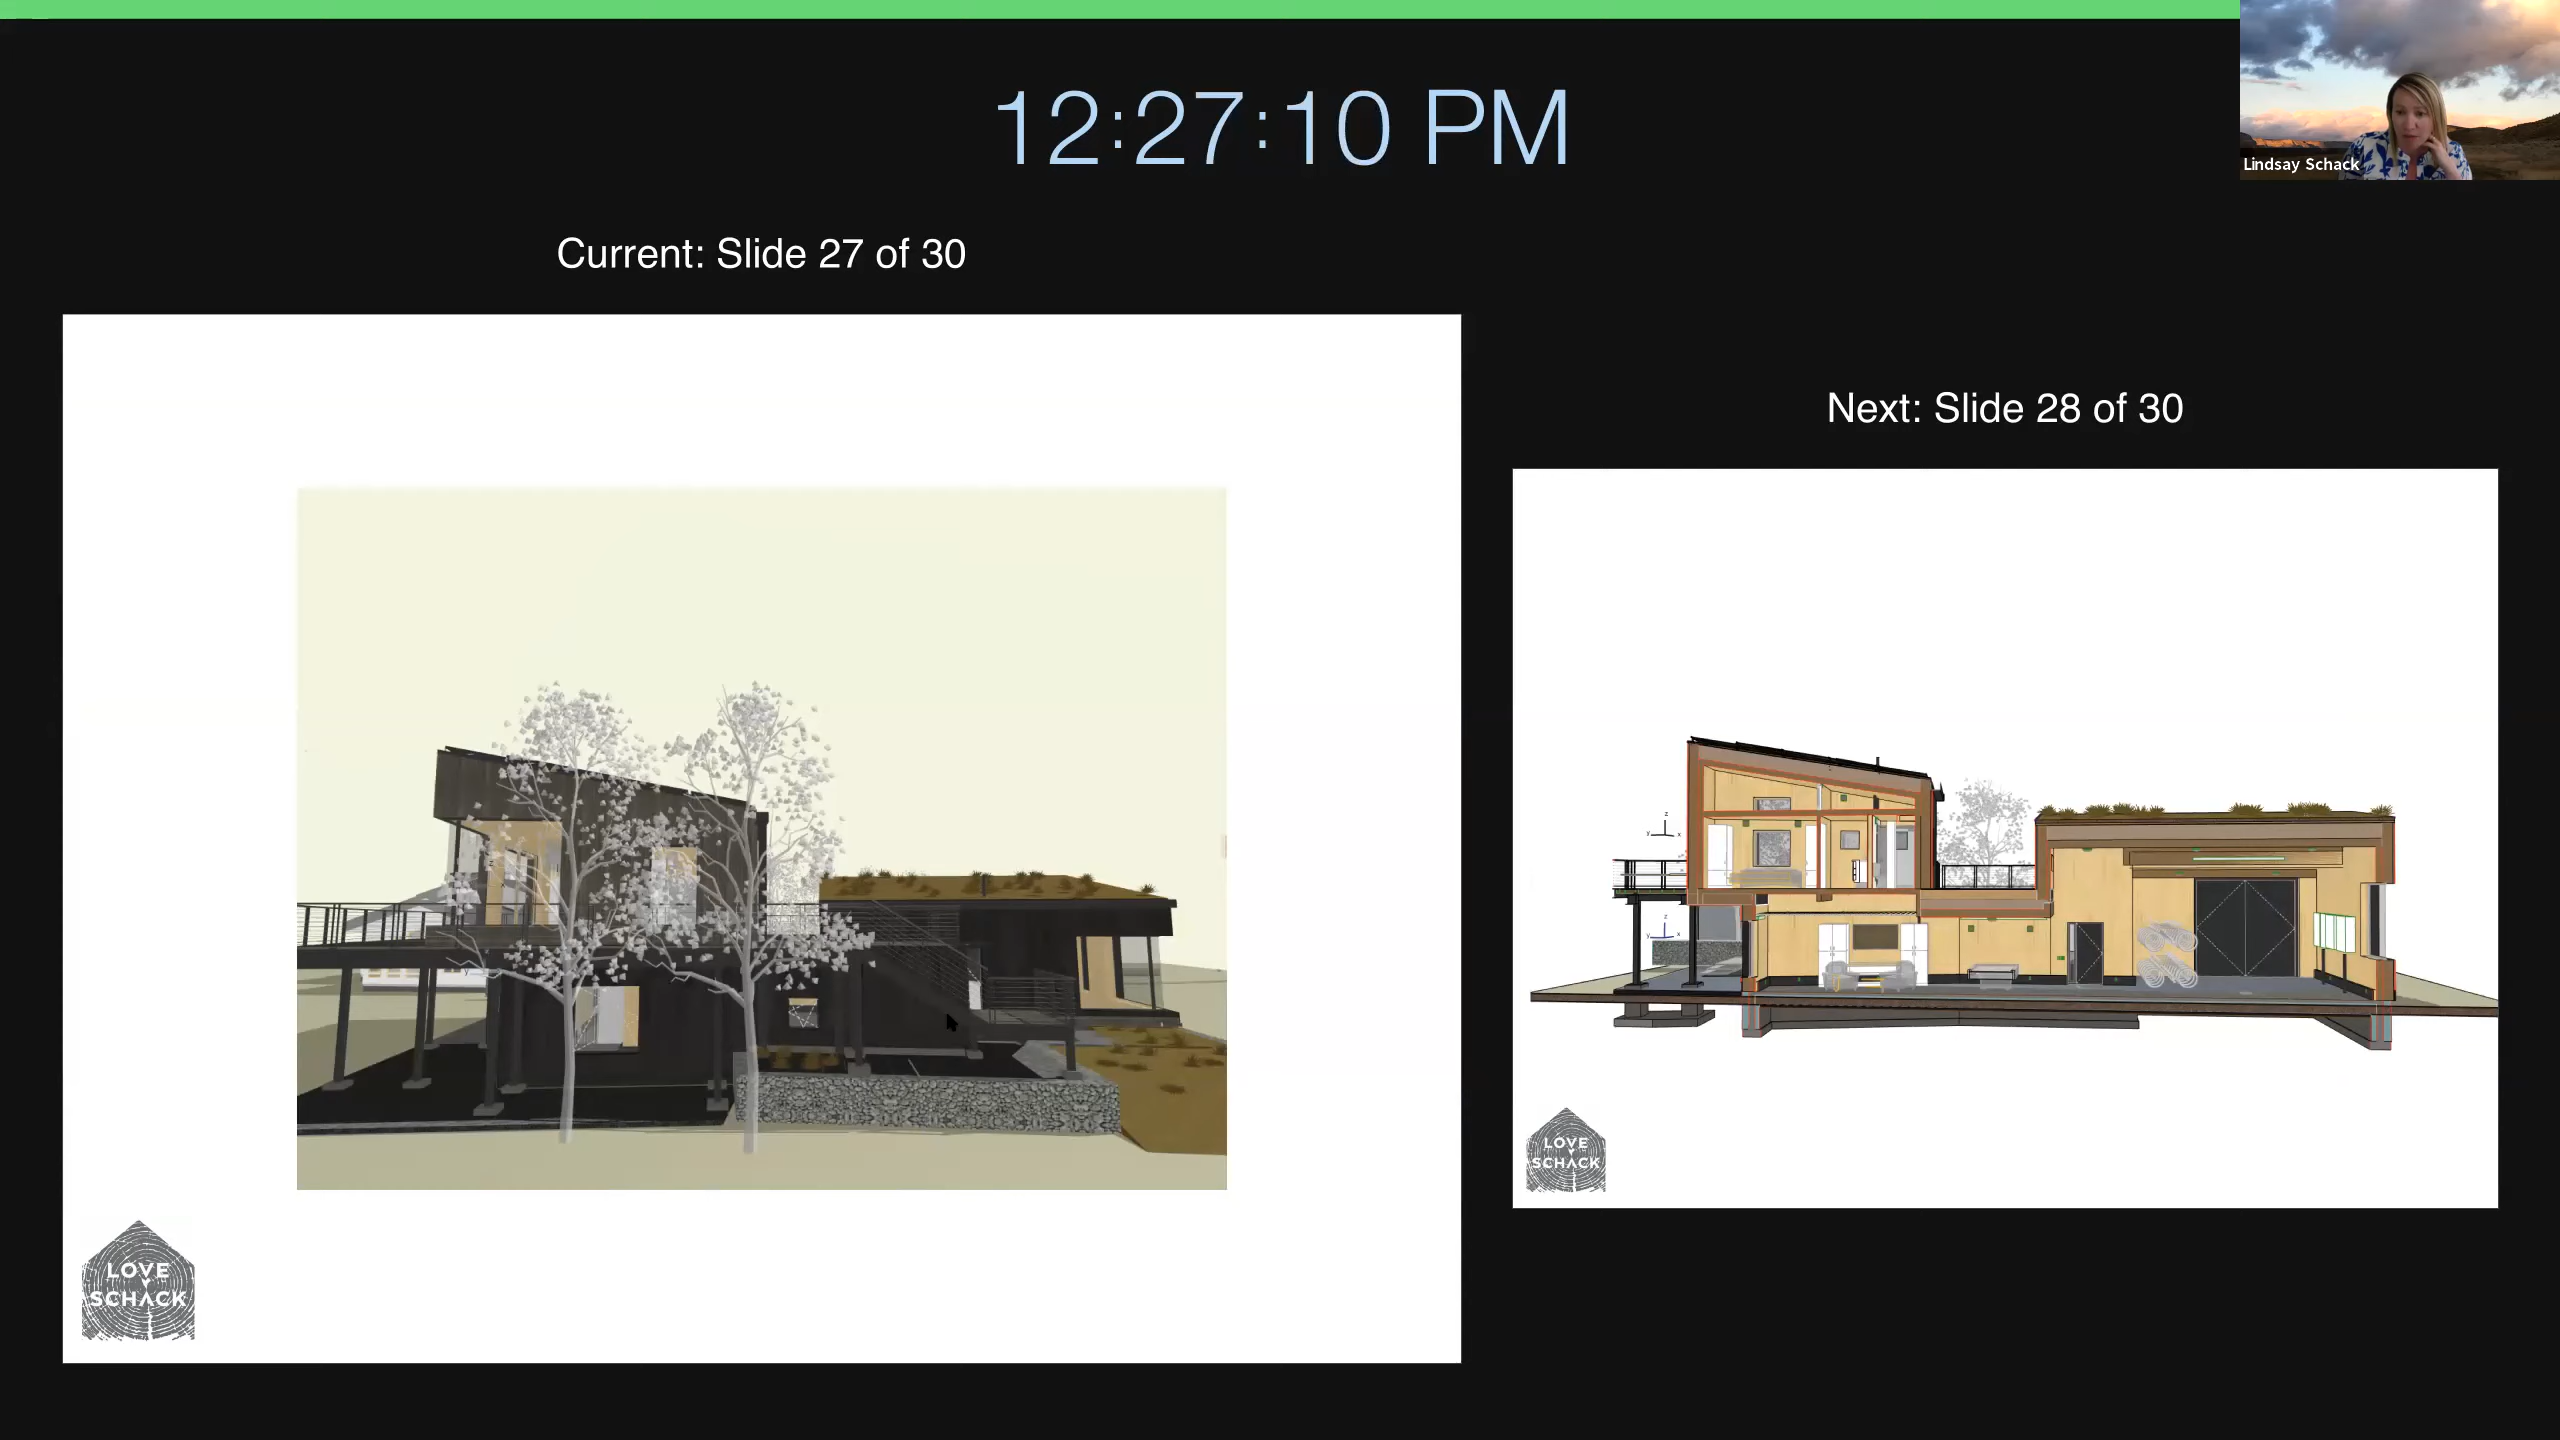 12:27:10 PM
Lindsay Schack
Current: Slide 27 of 30
Next: Slide 28 of 30
LOVE
SCHACK
LOVE
SCHACK